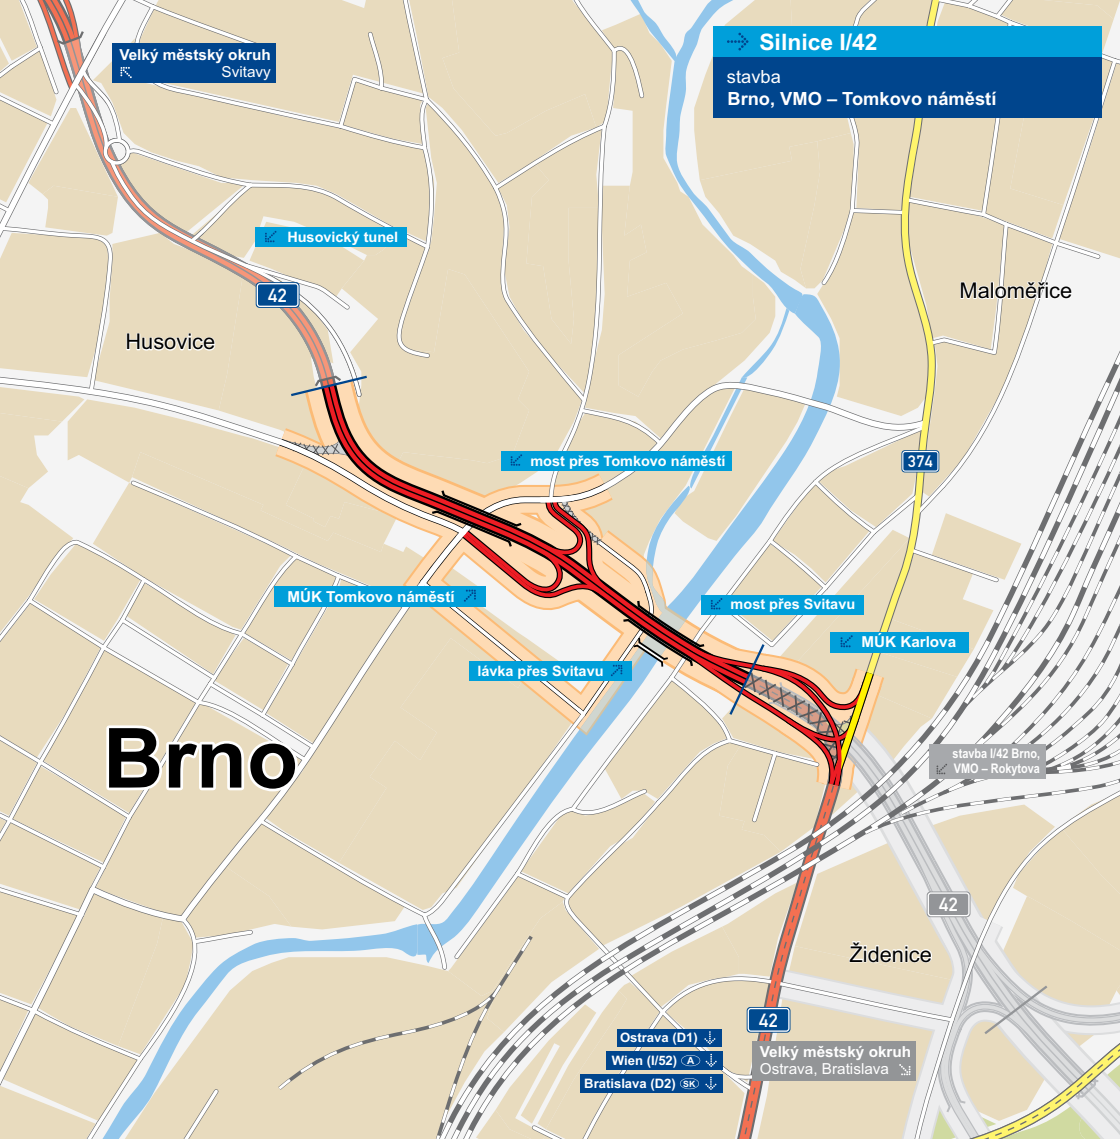 Silnice I/42
stavba
Brno, VMO – Tomkovo náměstí
Velký městský okruh
Svitavy
Husovický tunel
42
Maloměřice
Husovice
most přes Tomkovo náměstí
374
MÚK Tomkovo náměstí
most přes Svitavu
MÚK Karlova
lávka přes Svitavu
Brno
stavba I/42 Brno,
VMO – Rokytova
42
Židenice
42
Ostrava (D1)
Wien (I/52) A
Bratislava (D2) SK
Velký městský okruh
Ostrava, Bratislava